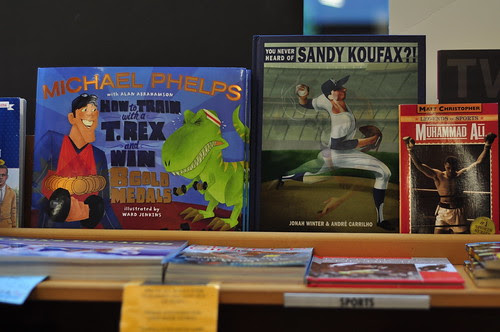 MICHAEL PHELPS
with ALAN ABRAHAMSON
HOW to TRAIN
with a
T. REX
and
WIN
8 GOLD
MEDALS
illustrated by
WARD JENKINS
YOU NEVER
HEARD OF
SANDY KOUFAX?!
JONAH WINTER & ANDRÉ CARRILHO
TW
MATT CHRISTOPHER
LEGENDS in SPORTS
MUHAMMAD ALI
SPORTS